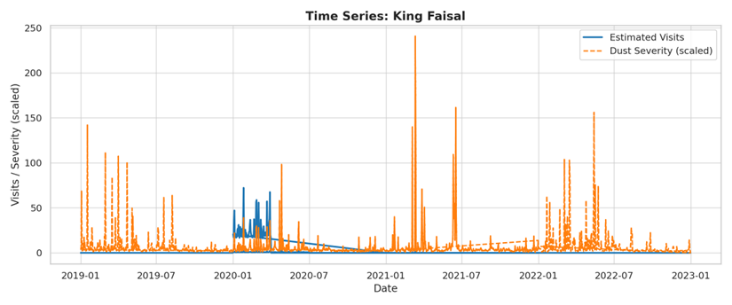 Time Series: King Faisal
Estimated Visits
Dust Severity (scaled)
Visits / Severity (scaled)
250
200
150
100
50
0
2019-01 2019-07 2020-01 2020-07 2021-01 2021-07 2022-01 2022-07 2023-01
Date